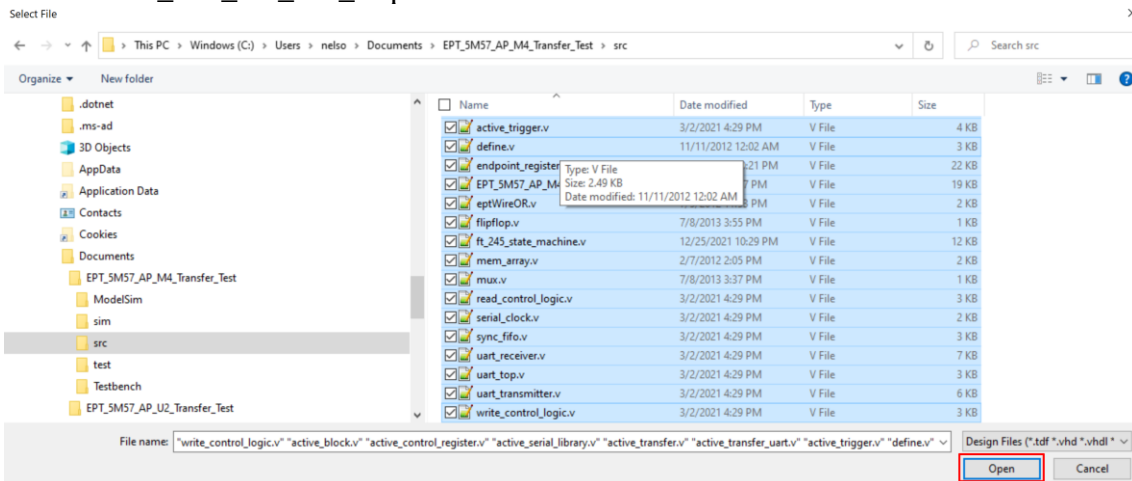 Select File
This PC > Windows (C:) > Users > nelso > Documents > EPT_5M57_AP_M4_Transfer_Test > src
Search src
Organize
New folder
.dotnet
.ms-ad
3D Objects
AppData
Application Data
Contacts
Cookies
Documents
EPT_5M57_AP_M4_Transfer_Test
ModelSim
sim
src
test
Testbench
EPT_5M57_AP_U2_Transfer_Test
Name Date modified Type Size
active_trigger.v 3/2/2021 4:29 PM V File 4 KB
define.v 11/11/2012 12:02 AM V File 3 KB
endpoint_register :21 PM V File 22 KB
EPT_5M57_AP_M4 7 PM V File 19 KB
eptWireOR.v PM V File 2 KB
Type: V File
Size: 2.49 KB
Date modified: 11/11/2012 12:02 AM
flipflop.v 7/8/2013 3:55 PM V File 1 KB
ft_245_state_machine.v 12/25/2021 10:29 PM V File 12 KB
mem_array.v 2/7/2012 2:05 PM V File 2 KB
mux.v 7/8/2013 3:37 PM V File 1 KB
read_control_logic.v 3/2/2021 4:29 PM V File 3 KB
serial_clock.v 3/2/2021 4:29 PM V File 2 KB
sync_fifo.v 3/2/2021 4:29 PM V File 3 KB
uart_receiver.v 3/2/2021 4:29 PM V File 7 KB
uart_top.v 3/2/2021 4:29 PM V File 3 KB
uart_transmitter.v 3/2/2021 4:29 PM V File 6 KB
write_control_logic.v 3/2/2021 4:29 PM V File 3 KB
File name: "write_control_logic.v" "active_block.v" "active_control_register.v" "active_serial_library.v" "active_transfer.v" "active_transfer_uart.v" "active_trigger.v" "define.v"
Design Files (*.tdf *.vhd *.vhdl *
Open Cancel